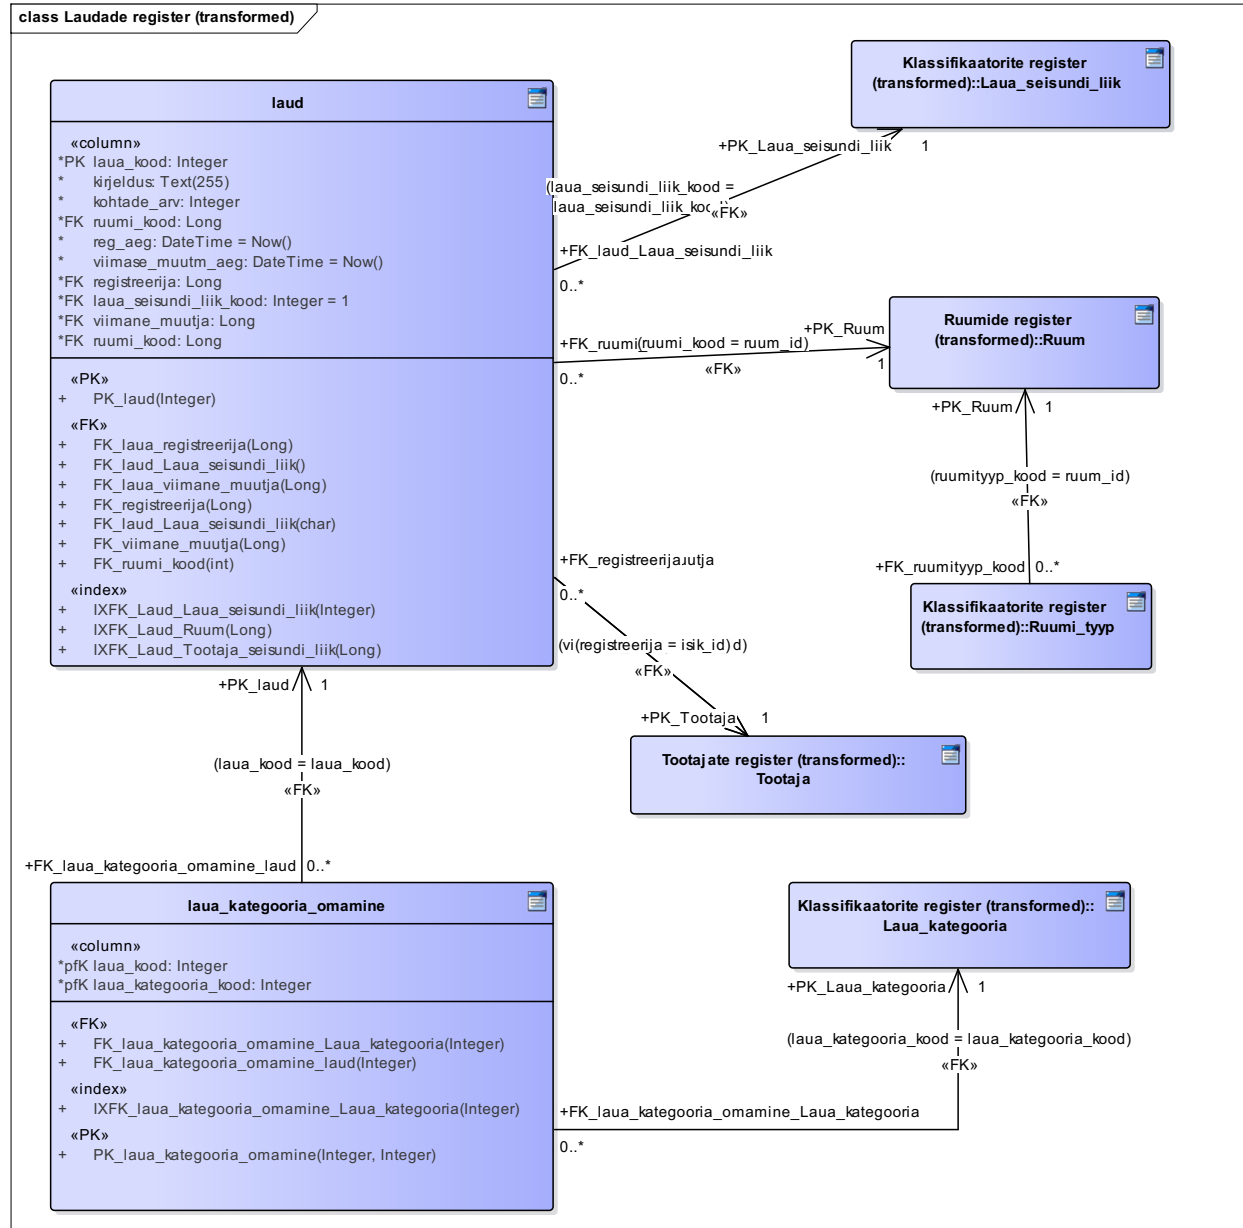 class Laudade register (transformed)
Klassifikaatorite register
(transformed)::Laua_seisundi_liik
laud
«column»
*PK laua_kood: Integer
* kirjeldus: Text(255)
* kohtade_arv: Integer
*FK ruumi_kood: Long
* reg_aeg: DateTime = Now()
* viimase_muutm_aeg: DateTime = Now()
*FK registreerija: Long
*FK laua_seisundi_liik_kood: Integer = 1
*FK viimane_muutja: Long
*FK ruumi_kood: Long
«PK»
+ PK_laud(Integer)
«FK»
+ FK_laua_registreerija(Long)
+ FK_laud_Laua_seisundi_liik()
+ FK_laua_viimane_muutja(Long)
+ FK_registreerija(Long)
+ FK_laud_Laua_seisundi_liik(char)
+ FK_viimane_muutja(Long)
+ FK_ruumi_kood(int)
«index»
+ IXFK_Laud_Laua_seisundi_liik(Integer)
+ IXFK_Laud_Ruum(Long)
+ IXFK_Laud_Tootaja_seisundi_liik(Long)
+PK_Laua_seisundi_liik 1
(laua_seisundi_liik_kood =
laua_seisundi_liik_koo
«FK»
+FK_laud_Laua_seisundi_liik
0..*
Ruumide register
(transformed)::Ruum
+PK_Ruum
1
+FK_ruumi
(ruumi_kood = ruum_id)
0..*
«FK»
+PK_Ruum 1
(ruumityyp_kood = ruum_id)
«FK»
+FK_ruumityyp_kood 0..*
Klassifikaatorite register
(transformed)::Ruumi_tyyp
+FK_registreerija
0..*
(registreerija = isik_id)
«FK»
+PK_Tootaja 1
Tootajate register (transformed)::
Tootaja
+PK_laud 1
(laua_kood = laua_kood)
«FK»
+FK_laua_kategooria_omamine_laud 0..*
laua_kategooria_omamine
«column»
*pfK laua_kood: Integer
*pfK laua_kategooria_kood: Integer
«FK»
+ FK_laua_kategooria_omamine_Laua_kategooria(Integer)
+ FK_laua_kategooria_omamine_laud(Integer)
«index»
+ IXFK_laua_kategooria_omamine_Laua_kategooria(Integer)
«PK»
+ PK_laua_kategooria_omamine(Integer, Integer)
Klassifikaatorite register (transformed)::
Laua_kategooria
+PK_Laua_kategooria 1
(laua_kategooria_kood = laua_kategooria_kood)
«FK»
+FK_laua_kategooria_omamine_Laua_kategooria
0..*